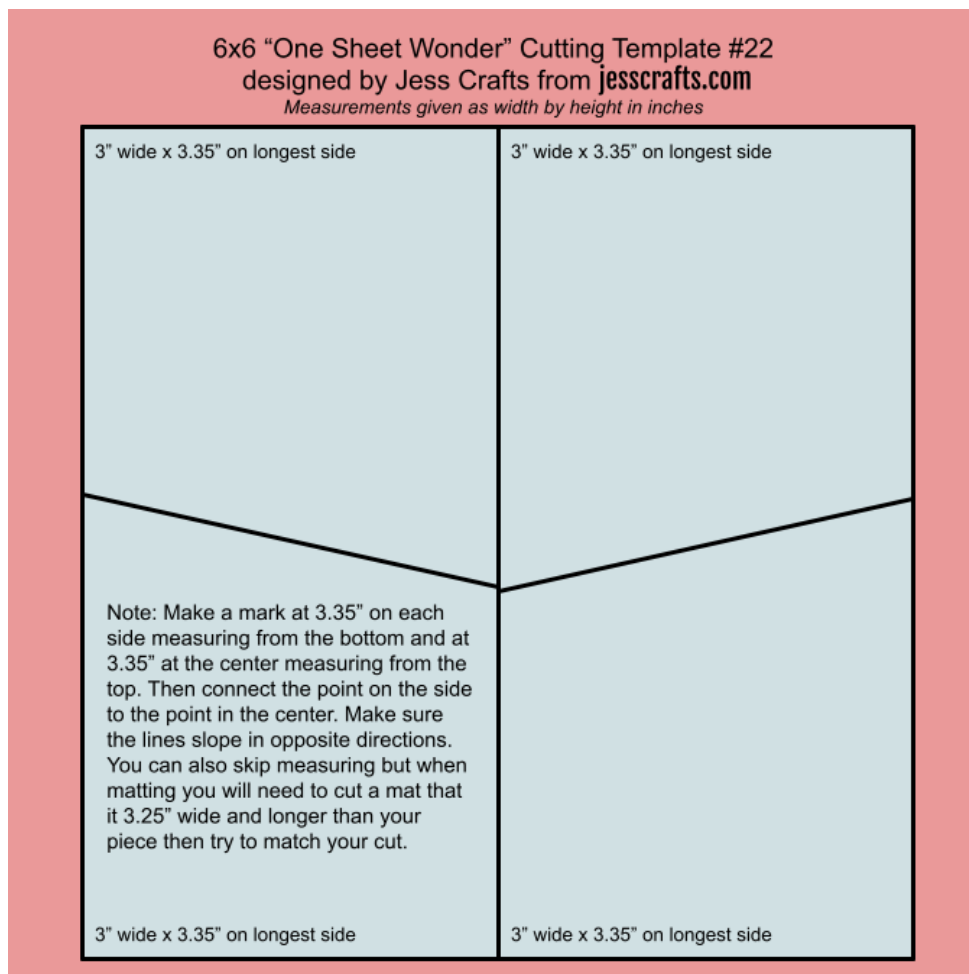 6x6 “One Sheet Wonder” Cutting Template #22
designed by Jess Crafts from jesscrafts.com
Measurements given as width by height in inches
3” wide x 3.35” on longest side
3” wide x 3.35” on longest side
Note: Make a mark at 3.35” on each
side measuring from the bottom and at
3.35” at the center measuring from the
top. Then connect the point on the side
to the point in the center. Make sure
the lines slope in opposite directions.
You can also skip measuring but when
matting you will need to cut a mat that
it 3.25” wide and longer than your
piece then try to match your cut.
3” wide x 3.35” on longest side
3” wide x 3.35” on longest side